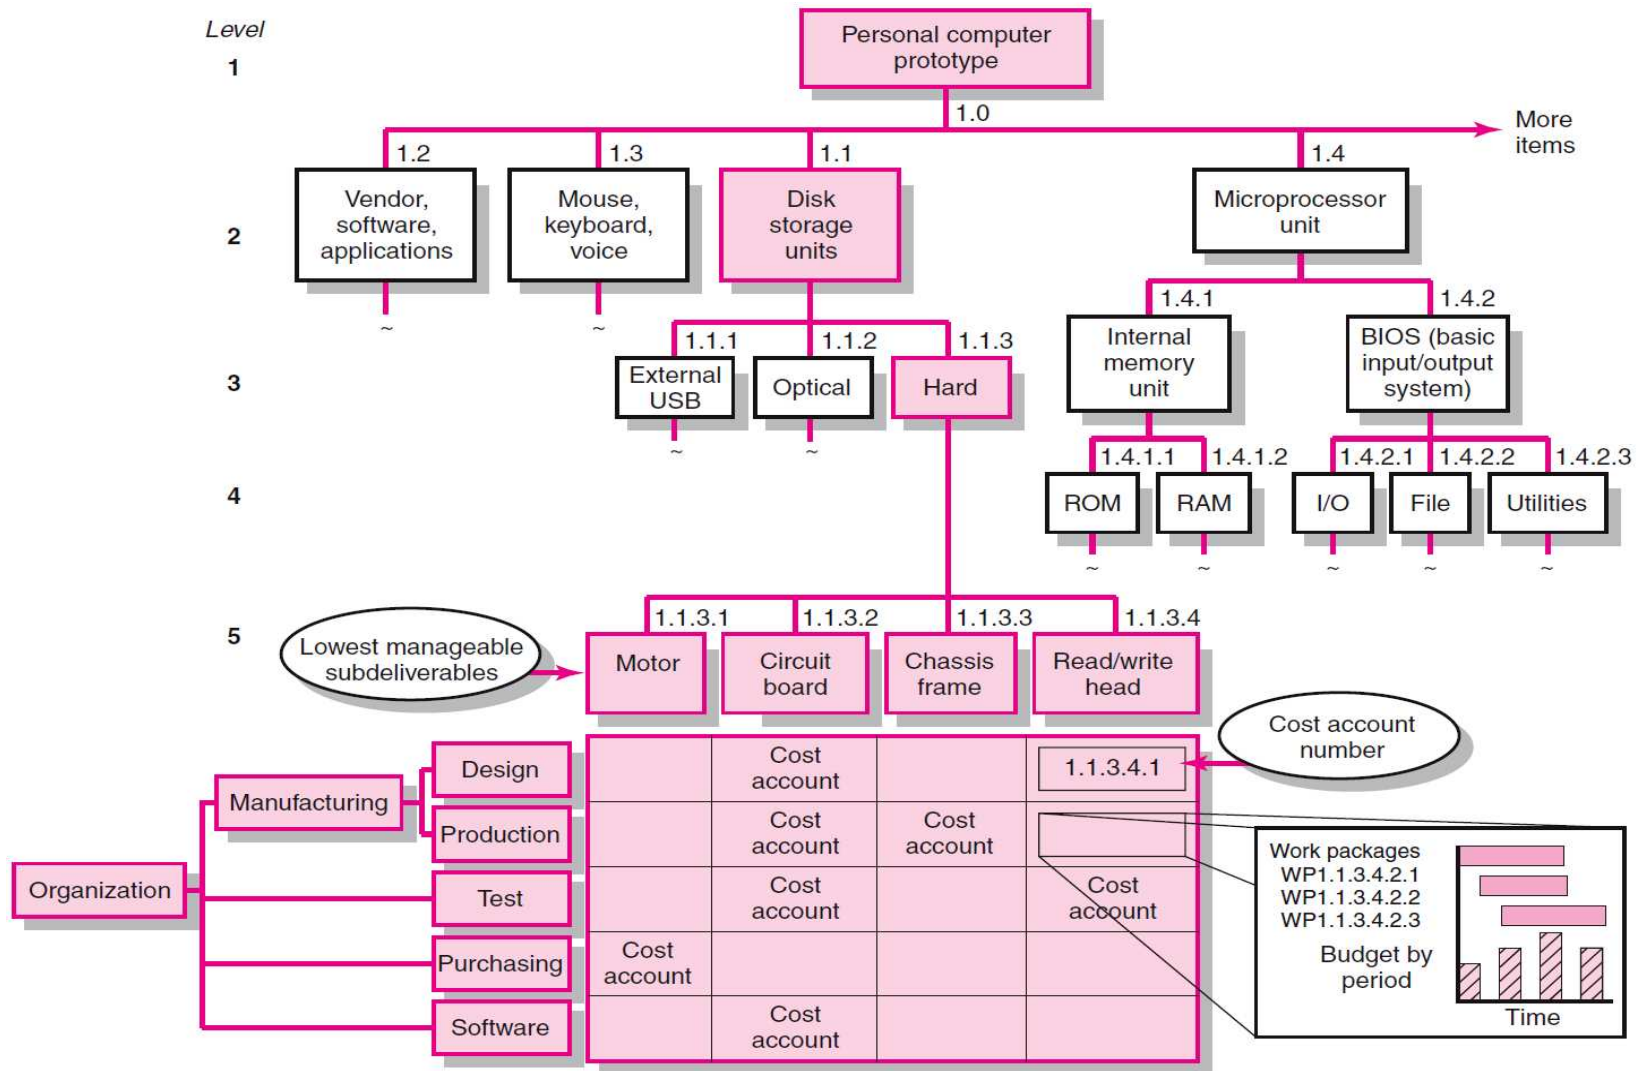 Level
1
Personal computer
prototype
1.0
More
items
1.2
1.3
1.1
1.4
2
Vendor,
software,
applications
Mouse,
keyboard,
voice
Disk
storage
units
Microprocessor
unit
~
~
1.4.1
1.4.2
3
1.1.1
1.1.2
1.1.3
External
USB
Optical
Hard
Internal
memory
unit
BIOS (basic
input/output
system)
~
~
4
1.4.1.1
1.4.1.2
1.4.2.1
1.4.2.2
1.4.2.3
ROM
RAM
I/O
File
Utilities
~
~
~
~
~
5
Lowest manageable
subdeliverables
1.1.3.1
1.1.3.2
1.1.3.3
1.1.3.4
Motor
Circuit
board
Chassis
frame
Read/write
head
Cost account
number
Organization
Manufacturing
Design
Cost
account
1.1.3.4.1
Production
Cost
account
Cost
account
Test
Cost
account
Cost
account
Purchasing
Cost
account
Software
Cost
account
Work packages
WP1.1.3.4.2.1
WP1.1.3.4.2.2
WP1.1.3.4.2.3
Budget by
period
Time